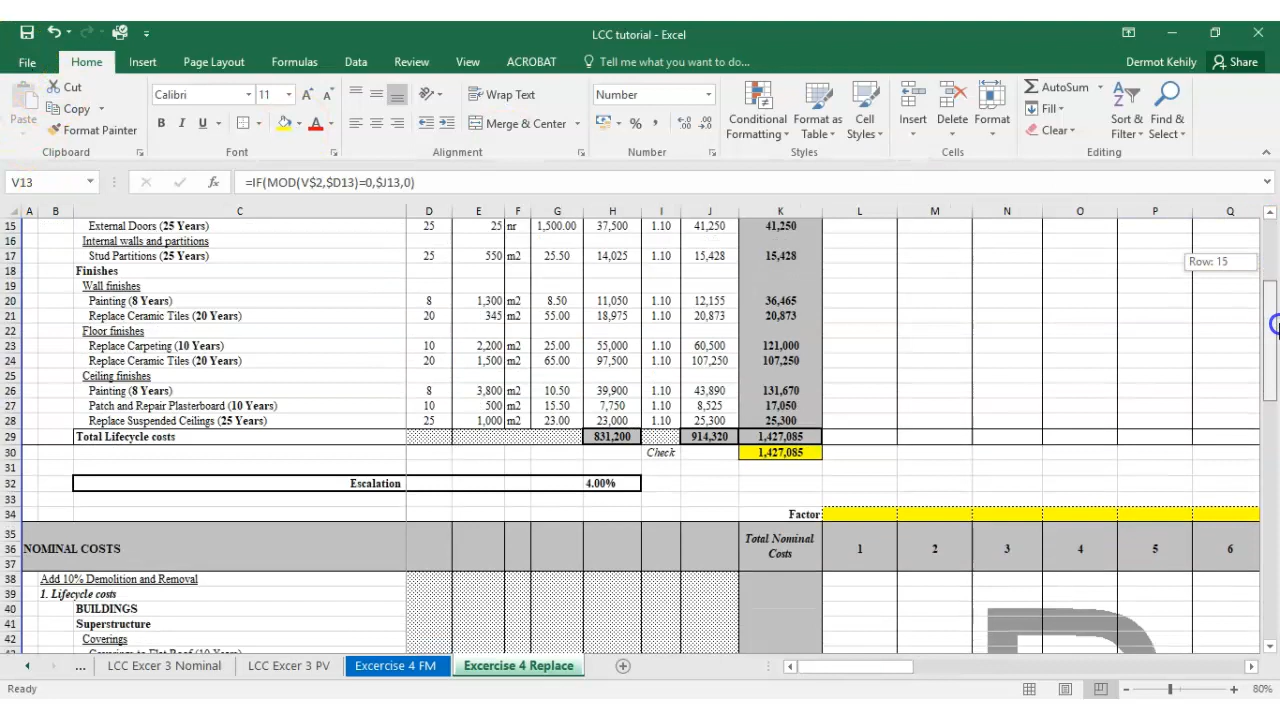 LCC tutorial - Excel
File Home Insert Page Layout Formulas Data Review View ACROBAT Tell me what you want to do... Dermot Kehily Share
Cut
Copy
Format Painter
Paste
Calibri 11
Wrap Text
Merge & Center
Number
Conditional Formatting
Format as Table
Cell Styles
Insert Delete Format
AutoSum
Fill
Clear
Sort & Filter
Find & Select
Clipboard Font Alignment Number Styles Cells Editing
V13 =IF(MOD(V$2,$D13)=0,$J13,0)
A B C D E F G H I J K L M N O P Q
15 External Doors (25 Years) 25 25 nr 1,500.00 37,500 1.10 41,250 41,250
16 Internal walls and partitions
17 Stud Partitions (25 Years) 25 550 m2 25.50 14,025 1.10 15,428 15,428
Row: 15
18 Finishes
19 Wall finishes
20 Painting (8 Years) 8 1,300 m2 8.50 11,050 1.10 12,155 36,465
21 Replace Ceramic Tiles (20 Years) 20 345 m2 55.00 18,975 1.10 20,873 20,873
22 Floor finishes
23 Replace Carpeting (10 Years) 10 2,200 m2 25.00 55,000 1.10 60,500 121,000
24 Replace Ceramic Tiles (20 Years) 20 1,500 m2 65.00 97,500 1.10 107,250 107,250
25 Ceiling finishes
26 Painting (8 Years) 8 3,800 m2 10.50 39,900 1.10 43,890 131,670
27 Patch and Repair Plasterboard (10 Years) 10 500 m2 15.50 7,750 1.10 8,525 17,050
28 Replace Suspended Ceilings (25 Years) 25 1,000 m2 23.00 23,000 1.10 25,300 25,300
29 Total Lifecycle costs 831,200 914,320 1,427,085
30 Check 1,427,085
31
32 Escalation 4.00%
33
34 Factor
35
36 NOMINAL COSTS Total Nominal Costs 1 2 3 4 5 6
37
38 Add 10% Demolition and Removal
39 1. Lifecycle costs
40 BUILDINGS
41 Superstructure
42 Coverings
... LCC Excer 3 Nominal LCC Excer 3 PV Excercise 4 FM Excercise 4 Replace
Ready 80%